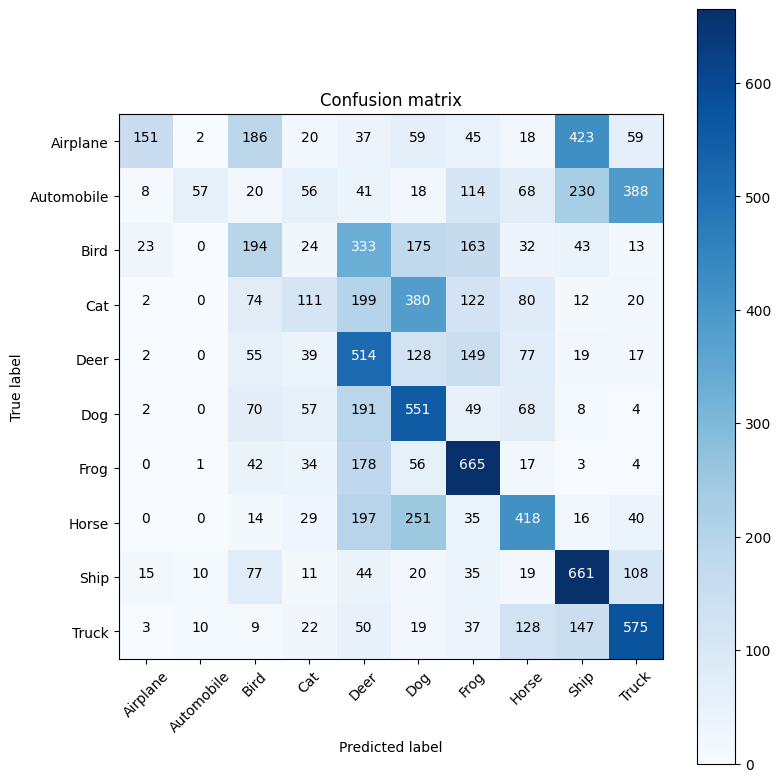 Confusion matrix
Airplane 151 2 186 20 37 59 45 18 423 59
Automobile 8 57 20 56 41 18 114 68 230 388
Bird 23 0 194 24 333 175 163 32 43 13
Cat 2 0 74 111 199 380 122 80 12 20
Deer 2 0 55 39 514 128 149 77 19 17
Dog 2 0 70 57 191 551 49 68 8 4
Frog 0 1 42 34 178 56 665 17 3 4
Horse 0 0 14 29 197 251 35 418 16 40
Ship 15 10 77 11 44 20 35 19 661 108
Truck 3 10 9 22 50 19 37 128 147 575
Airplane Automobile Bird Cat Deer Dog Frog Horse Ship Truck
Predicted label
True label
600
500
400
300
200
100
0